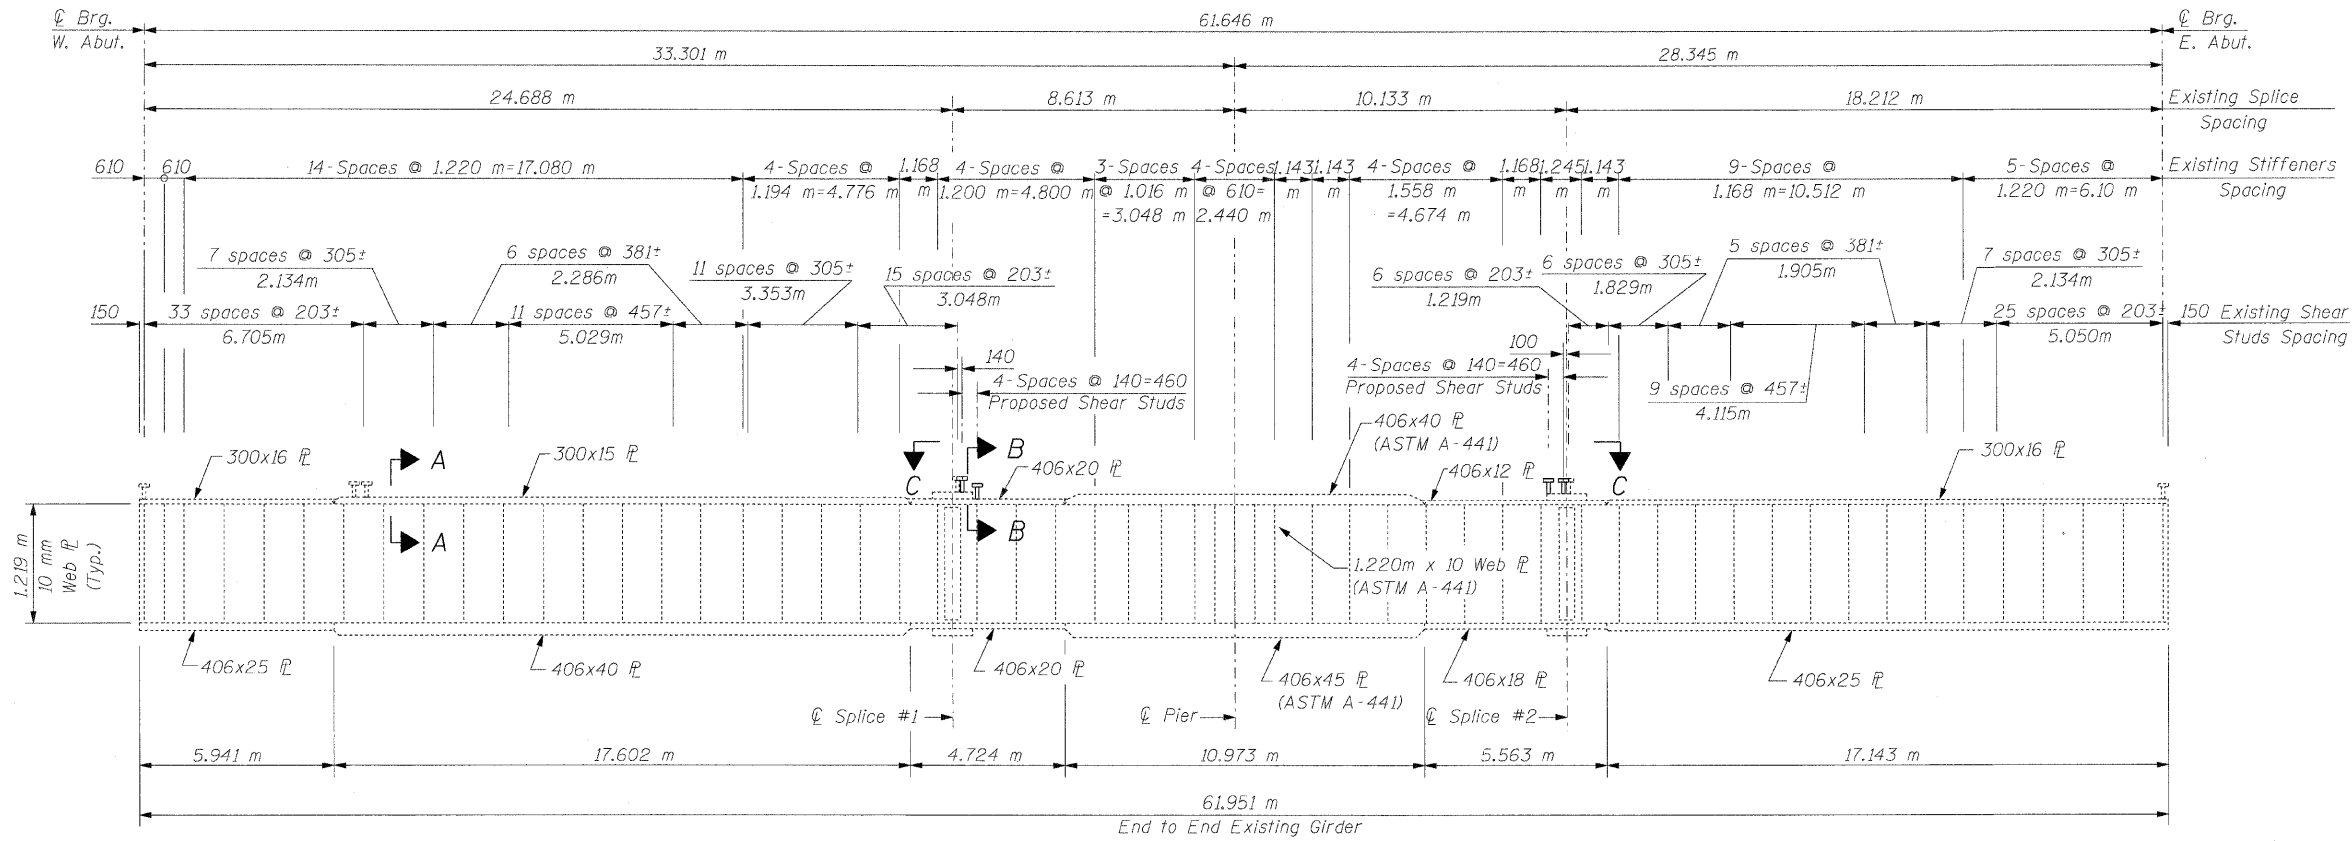 ℄ Brg.
W. Abut.
61.646 m
℄ Brg.
E. Abut.
33.301 m
28.345 m
24.688 m
8.613 m
10.133 m
18.212 m
Existing Splice
Spacing
610
610
14-Spaces @ 1.220 m=17.080 m
4-Spaces @
1.194 m=4.776 m
1.168
m
4-Spaces @
1.200 m=4.800 m
3-Spaces
@ 1.016 m
=3.048 m
4-Spaces
@ 610=
2.440 m
1.143
m
1.143
m
4-Spaces @
1.558 m
=4.674 m
1.168
m
1.245
m
1.143
m
9-Spaces @
1.168 m=10.512 m
5-Spaces @
1.220 m=6.10 m
Existing Stiffeners
Spacing
7 spaces @ 305±
2.134m
6 spaces @ 381±
2.286m
11 spaces @ 305±
3.353m
15 spaces @ 203±
3.048m
6 spaces @ 203±
1.219m
6 spaces @ 305±
1.829m
5 spaces @ 381±
1.905m
7 spaces @ 305±
2.134m
150
33 spaces @ 203±
6.705m
11 spaces @ 457±
5.029m
25 spaces @ 203±
5.050m
150 Existing Shear
Studs Spacing
140
4-Spaces @ 140=460
Proposed Shear Studs
100
4-Spaces @ 140=460
Proposed Shear Studs
9 spaces @ 457±
4.115m
300x16 ℄
A
300x15 ℄
C
B
406x20 ℄
406x40 ℄
(ASTM A-441)
406x12 ℄
C
300x16 ℄
A
B
1.219 m
10 mm
Web ℄
(Typ.)
1.220m x 10 Web ℄
(ASTM A-441)
406x25 ℄
406x40 ℄
406x20 ℄
406x45 ℄
(ASTM A-441)
406x18 ℄
406x25 ℄
℄ Splice #1
℄ Pier
℄ Splice #2
5.941 m
17.602 m
4.724 m
10.973 m
5.563 m
17.143 m
61.951 m
End to End Existing Girder